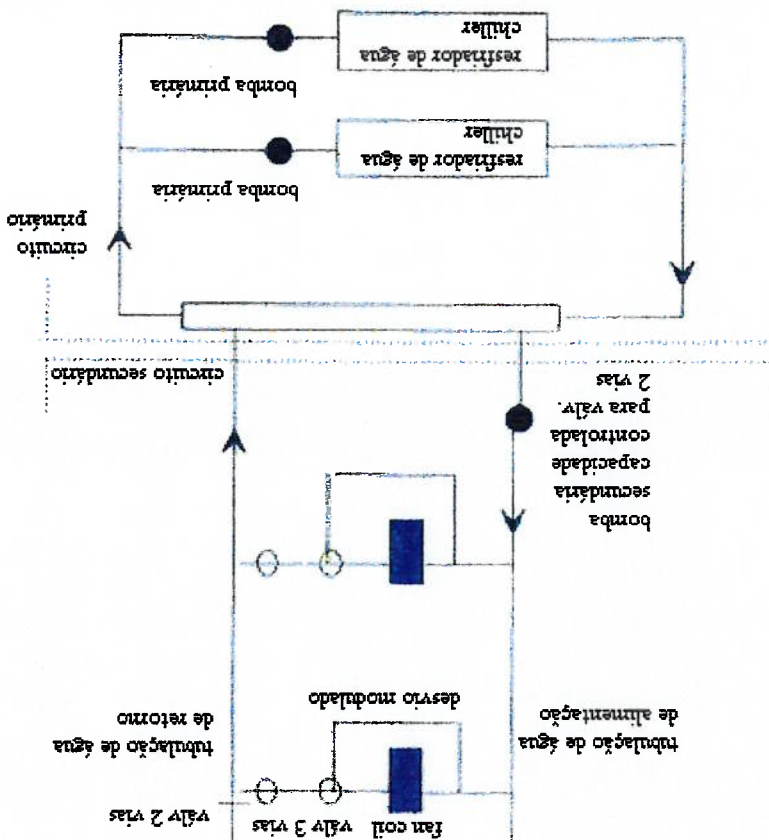 fan coil válv 3 vias válv 2 vias
tubulação de água
de alimentação
tubulação de água
de retorno
desvio modulado
bomba
secundária
capacidade
controlada
para válv.
2 vias
circuito secundário
circuito
primário
bomba primária
resfriador de água
chiller
bomba primária
resfriador de água
chiller